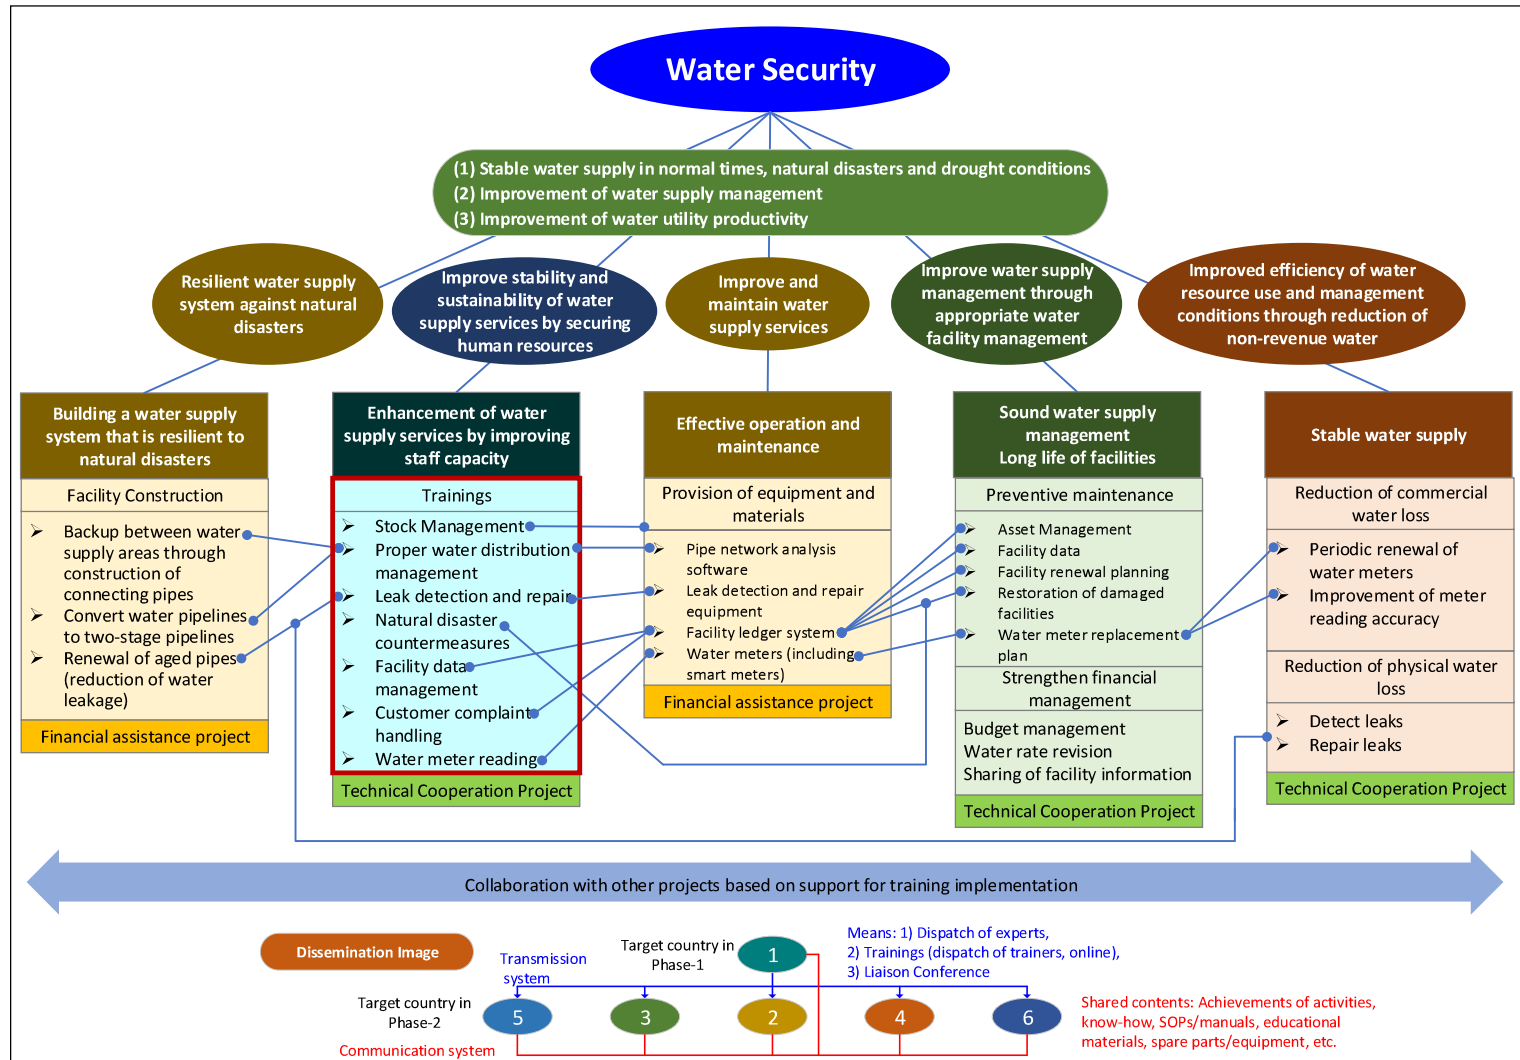 Water Security
(1) Stable water supply in normal times, natural disasters and drought conditions
(2) Improvement of water supply management
(3) Improvement of water utility productivity
Resilient water supply
system against natural
disasters
Improve stability and
sustainability of water
supply services by securing
human resources
Improve and
maintain water
supply services
Improve water supply
management through
appropriate water
facility management
Improved efficiency of water
resource use and management
conditions through reduction of
non-revenue water
Building a water supply
system that is resilient to
natural disasters
Facility Construction
➢ Backup between water
supply areas through
construction of
connecting pipes
➢ Convert water pipelines
to two-stage pipelines
➢ Renewal of aged pipes
(reduction of water
leakage)
Financial assistance project
Enhancement of water
supply services by improving
staff capacity
Trainings
➢ Stock Management
➢ Proper water distribution
management
➢ Leak detection and repair
➢ Natural disaster
countermeasures
➢ Facility data
management
➢ Customer complaint
handling
➢ Water meter reading
Technical Cooperation Project
Effective operation and
maintenance
Provision of equipment and
materials
➢ Pipe network analysis
software
➢ Leak detection and repair
equipment
➢ Facility ledger system
➢ Water meters (including
smart meters)
Financial assistance project
Sound water supply
management
Long life of facilities
Preventive maintenance
➢ Asset Management
➢ Facility data
➢ Facility renewal planning
➢ Restoration of damaged
facilities
➢ Water meter replacement
plan
Strengthen financial
management
Budget management
Water rate revision
Sharing of facility information
Technical Cooperation Project
Stable water supply
Reduction of commercial
water loss
➢ Periodic renewal of
water meters
➢ Improvement of meter
reading accuracy
Reduction of physical water
loss
➢ Detect leaks
➢ Repair leaks
Technical Cooperation Project
Collaboration with other projects based on support for training implementation
Dissemination Image
Transmission
system
Target country in
Phase-1
1
Means: 1) Dispatch of experts,
2) Trainings (dispatch of trainers, online),
3) Liaison Conference
Target country in
Phase-2
5
3
2
4
6
Communication system
Shared contents: Achievements of activities,
know-how, SOPs/manuals, educational
materials, spare parts/equipment, etc.